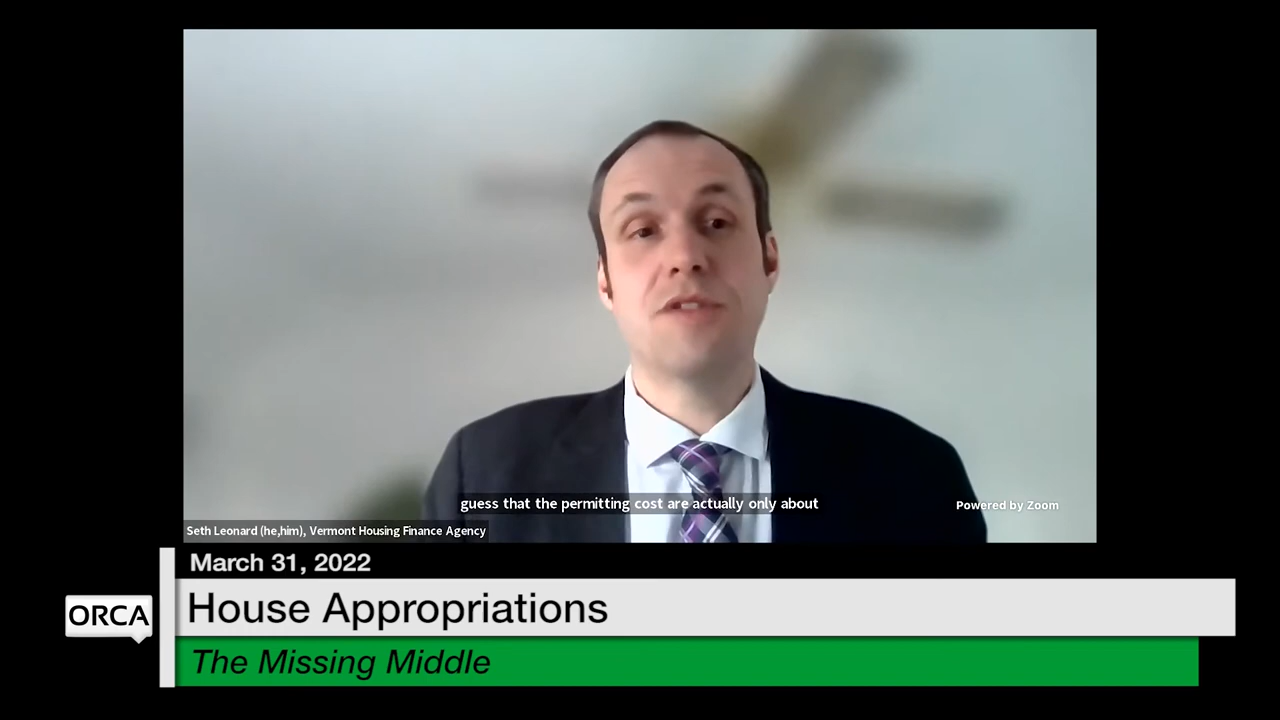 guess that the permitting cost are actually only about
Powered by Zoom
Seth Leonard (he,him), Vermont Housing Finance Agency
March 31, 2022
ORCA
House Appropriations
The Missing Middle